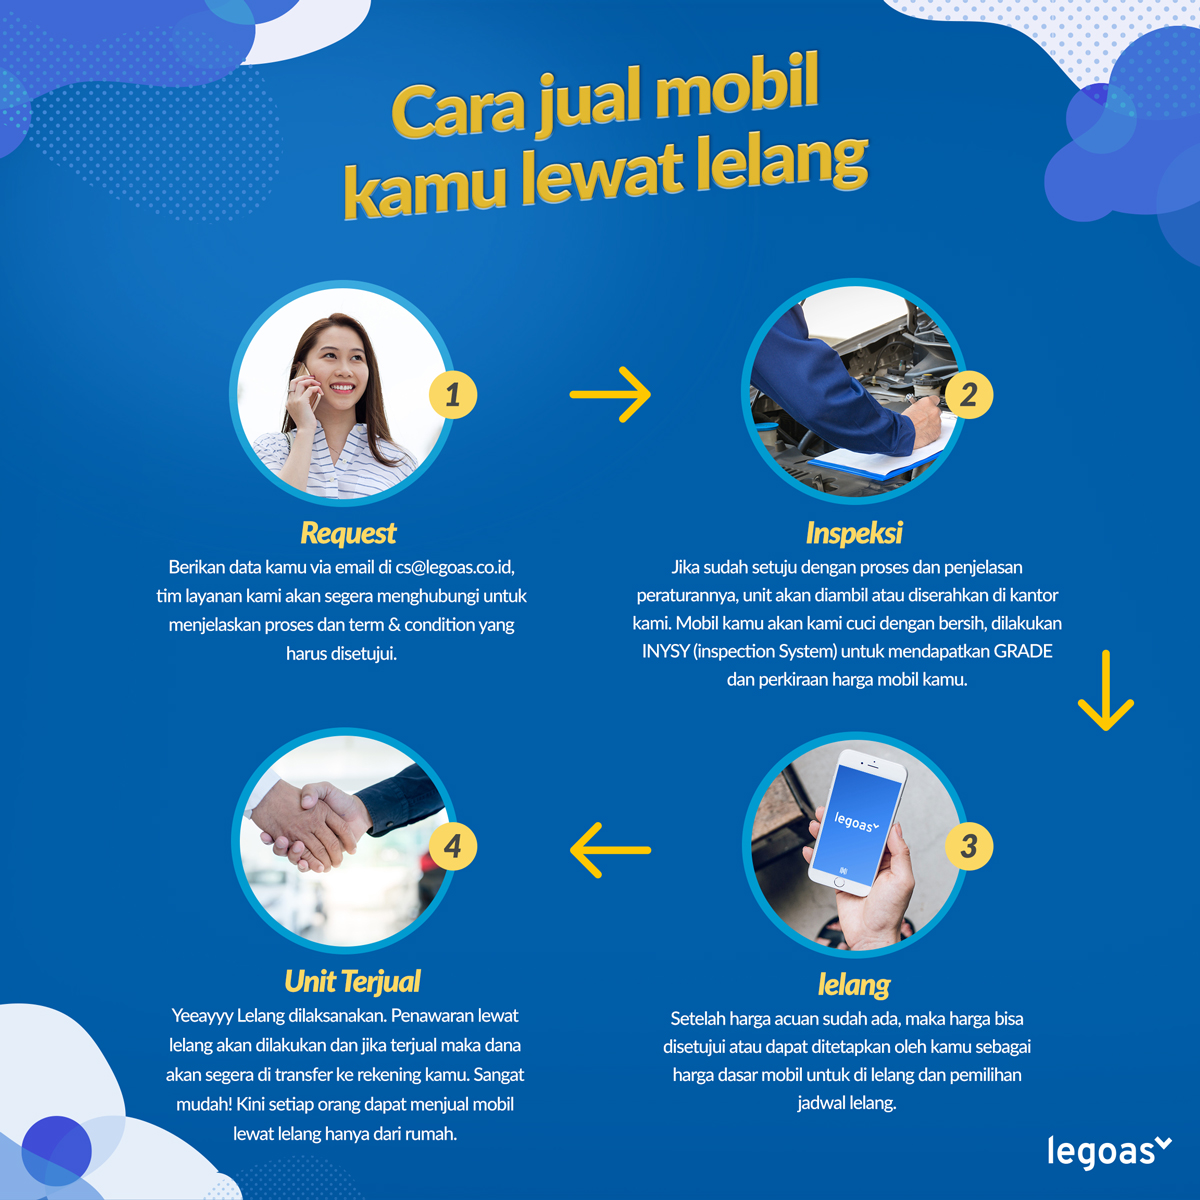 Cara jual mobil
kamu lewat lelang
1
Request
Berikan data kamu via email di cs@legoas.co.id,
tim layanan kami akan segera menghubungi untuk
menjelaskan proses dan term & condition yang
harus disetujui.
2
Inspeksi
Jika sudah setuju dengan proses dan penjelasan
peraturannya, unit akan diambil atau diserahkan di kantor
kami. Mobil kamu akan kami cuci dengan bersih, dilakukan
INYSY (inspection System) untuk mendapatkan GRADE
dan perkiraan harga mobil kamu.
legoas
3
lelang
Setelah harga acuan sudah ada, maka harga bisa
disetujui atau dapat ditetapkan oleh kamu sebagai
harga dasar mobil untuk di lelang dan pemilihan
jadwal lelang.
4
Unit Terjual
Yeeayyy Lelang dilaksanakan. Penawaran lewat
lelang akan dilakukan dan jika terjual maka dana
akan segera di transfer ke rekening kamu. Sangat
mudah! Kini setiap orang dapat menjual mobil
lewat lelang hanya dari rumah.
legoas